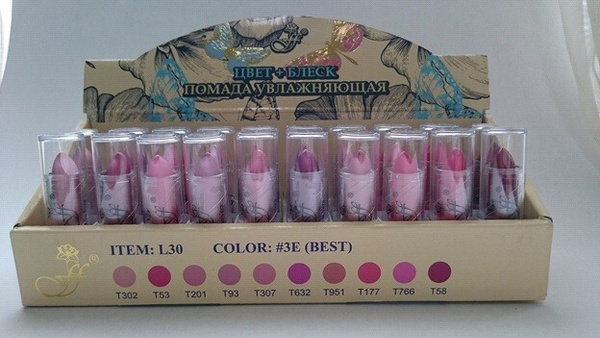 ЦВЕТ + БЛЕСК
ПОМАДА УВЛАЖНЯЮЩАЯ
ITEM: L30 COLOR: #3E (BEST)
ff ®
T302 T53 T201 T93 T307 T632 T951 T177 T766 T58